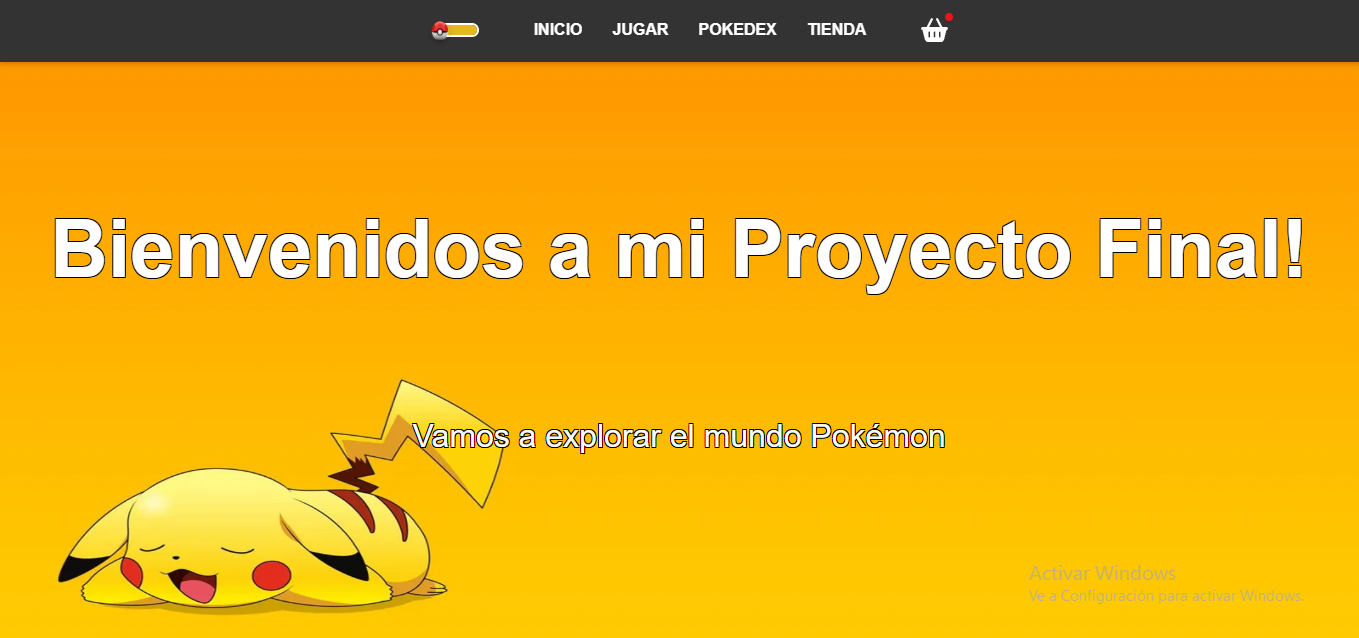 INICIO JUGAR POKEDEX TIENDA
Bienvenidos a mi Proyecto Final!
Vamos a explorar el mundo Pokémon
Activar Windows
Ve a Configuración para activar Windows.